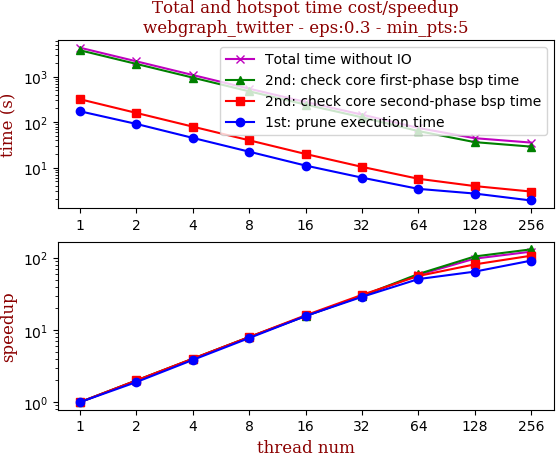 Total and hotspot time cost/speedup
webgraph_twitter - eps:0.3 - min_pts:5
time (s)
10³
10²
10¹
Total time without IO
2nd: check core first-phase bsp time
2nd: check core second-phase bsp time
1st: prune execution time
1 2 4 8 16 32 64 128 256
speedup
10²
10¹
10⁰
1 2 4 8 16 32 64 128 256
thread num